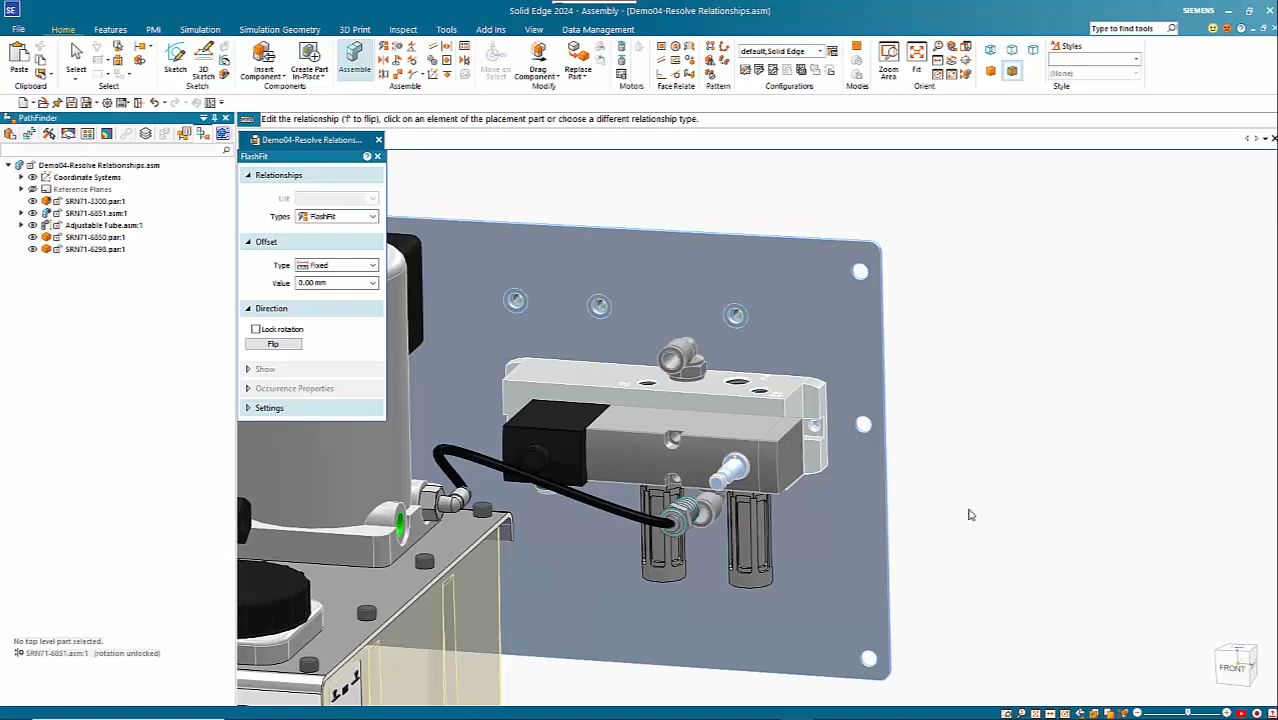 SE
Solid Edge 2024 - Assembly - [Demo04-Resolve Relationships.asm]
SIEMENS
File Home Features PMI Simulation Simulation Geometry 3D Print Inspect Tools Add Ins View Data Management
Type to find tools
Paste
Select
Sketch
3D Sketch
Insert Component
Create Part In-Place
Assemble
Move on Select
Drag Component
Replace Part
default,Solid Edge
Zoom Area
Fit
Styles
(None)
Clipboard Select Sketch Components Assemble Modify Motors Face Relate Pattern Configurations Modes Orient Style
PathFinder
Edit the relationship ('f' to flip), click on an element of the placement part or choose a different relationship type.
Demo04-Resolve Relations...
FlashFit
Demo04-Resolve Relationships.asm
Coordinate Systems
Reference Planes
SRN71-3300.par:1
SRN71-6851.asm:1
Adjustable Tube.asm:1
SRN71-6850.par:1
SRN71-6298.par:1
Relationships
List
Types FlashFit
Offset
Type Fixed
Value 0.00 mm
Direction
Lock rotation
Flip
Show
Occurrence Properties
Settings
No top level part selected.
SRN71-6851.asm:1 (rotation unlocked)
FRONT